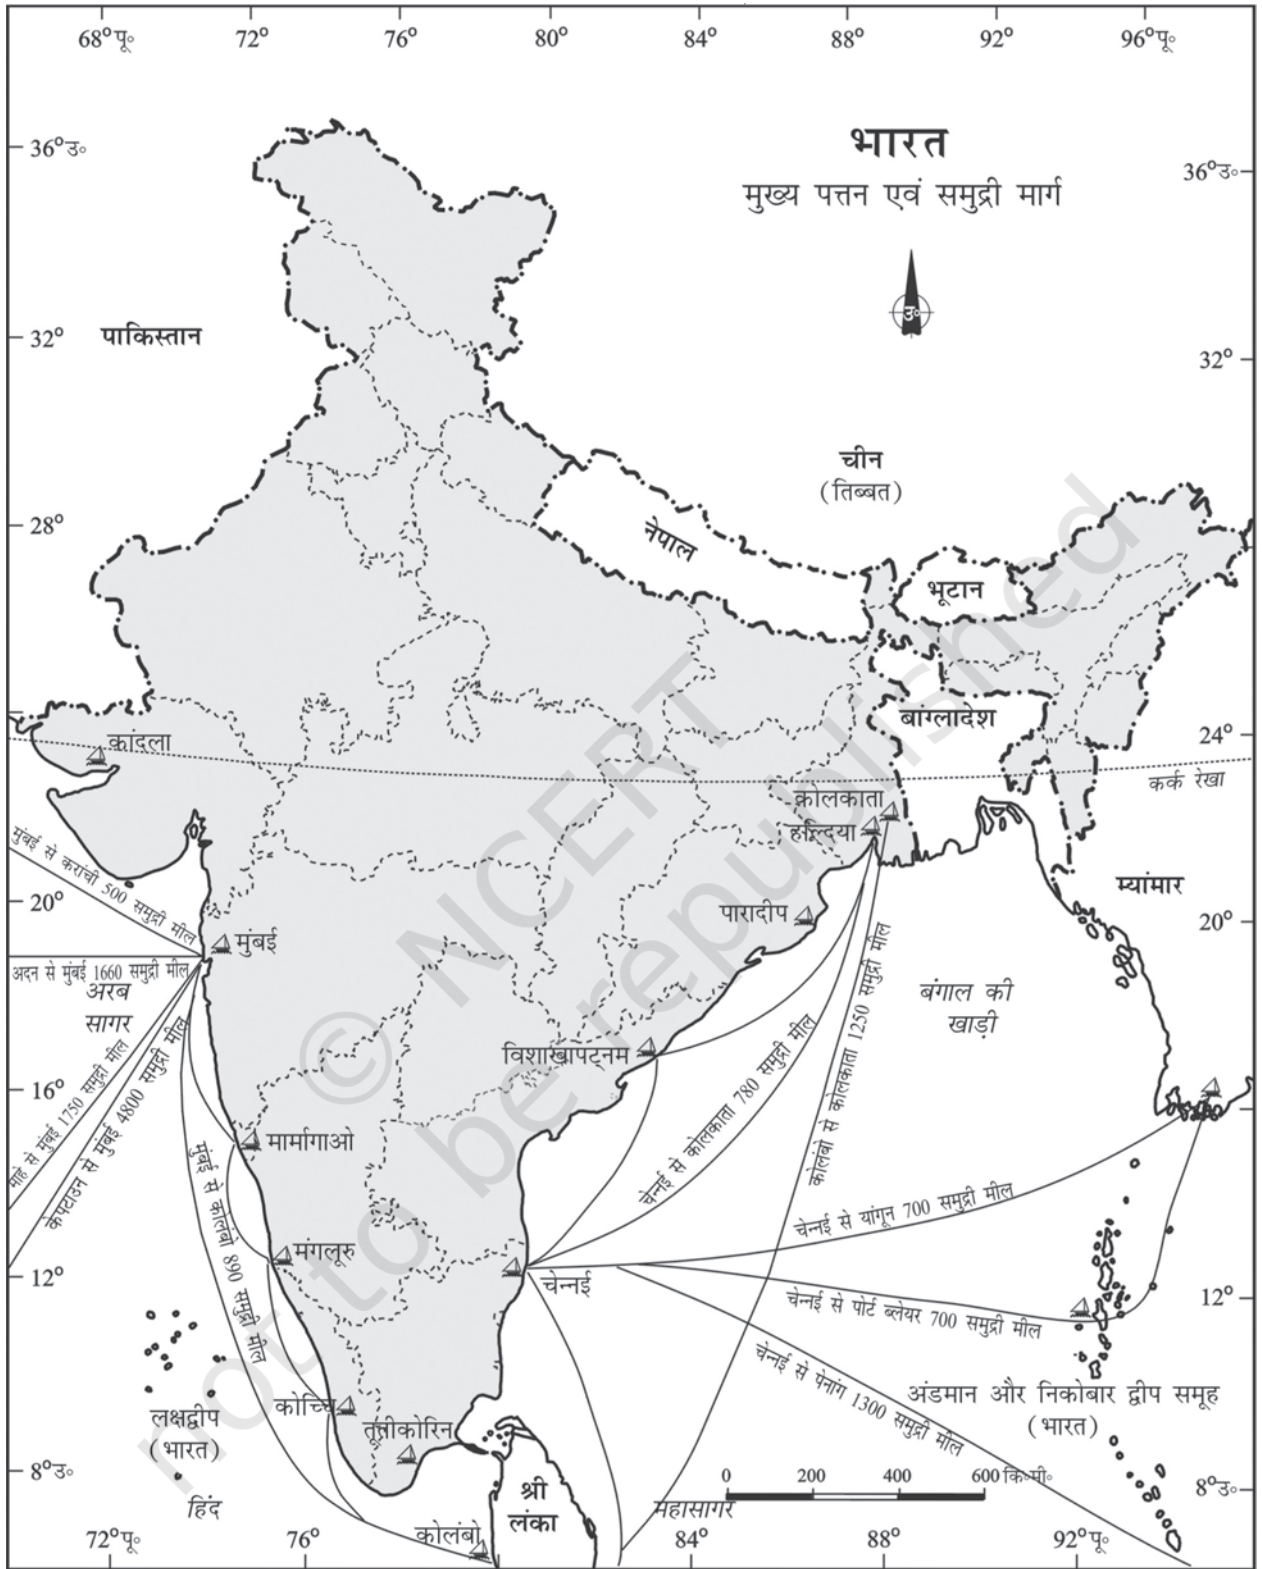 68°पू॰ 72° 76° 80° 84° 88° 92° 96°पू॰
भारत
मुख्य पत्तन एवं समुद्री मार्ग
36°उ॰
36°उ॰
उ॰
पाकिस्तान
32°
32°
चीन
(तिब्बत)
28°
नेपाल
भूटान
बांग्लादेश
24°
कांदला
कर्क रेखा
कोलकाता
हल्दिया
मुंबई से करांची 500 समुद्री मील
म्यांमार
20°
20°
पारादीप
मुंबई
अदन से मुंबई 1660 समुद्री मील
अरब
सागर
बंगाल की
खाड़ी
विशाखापट्नम
16°
माहे से मुंबई 1750 समुद्री मील
केपटाउन से मुंबई 4800 समुद्री मील
मार्मागाओ
मुंबई से कोलंबो 890 समुद्री मील
चेन्नई से कोलकाता 780 समुद्री मील
कोलंबो से कोलकाता 1250 समुद्री मील
चेन्नई से यांगून 700 समुद्री मील
मंगलूरु
12°
12°
चेन्नई
चेन्नई से पोर्ट ब्लेयर 700 समुद्री मील
चेन्नई से पेनांग 1300 समुद्री मील
अंडमान और निकोबार द्वीप समूह
(भारत)
लक्षद्वीप
(भारत)
कोच्चि
तूतीकोरिन
8°उ॰
8°उ॰
0 200 400 600 कि॰मी॰
श्री
लंका
हिंद
महासागर
कोलंबो
72°पू॰ 76° 84° 88° 92°पू॰
© NCERT
not to be republished